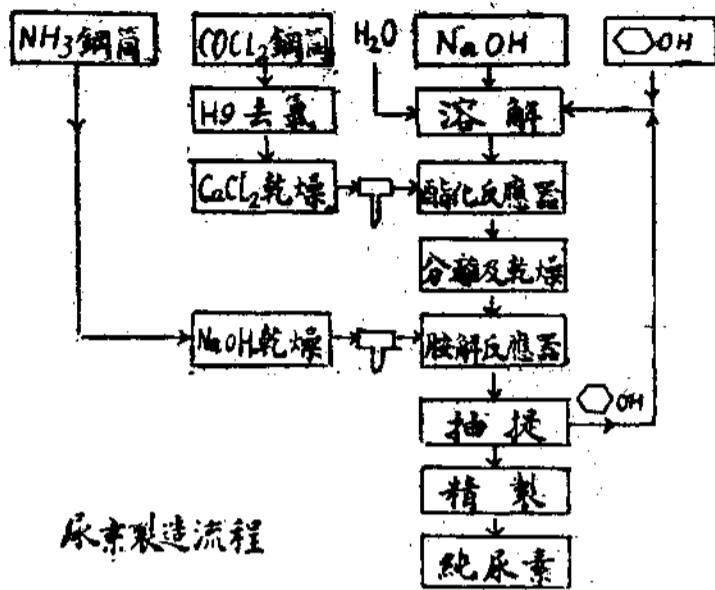 NH3鋼筒
COCl2鋼筒
H2O
NaOH
OH
Hg去氯
溶解
CaCl2乾燥
酯化反應器
分離及乾燥
NaOH乾燥
胺解反應器
OH
抽提
精製
純尿素
尿素製造流程